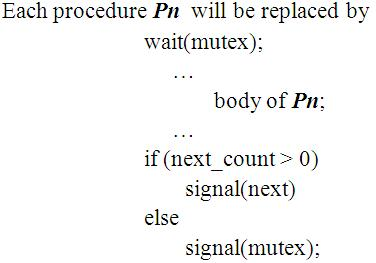 Each procedure Pn will be replaced by
wait(mutex);
…
body of Pn;
…
if (next_count > 0)
signal(next)
else
signal(mutex);